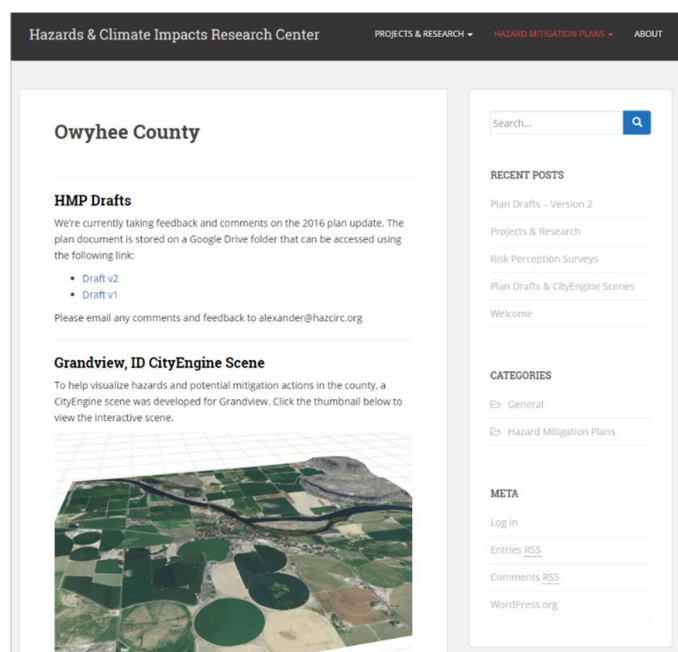 Hazards & Climate Impacts Research Center
PROJECTS & RESEARCH
HAZARD MITIGATION PLANS
ABOUT
Owyhee County
HMP Drafts
We're currently taking feedback and comments on the 2016 plan update. The
plan document is stored on a Google Drive folder that can be accessed using
the following link:
• Draft v2
• Draft v1
Please email any comments and feedback to alexander@hazcirc.org
Grandview, ID CityEngine Scene
To help visualize hazards and potential mitigation actions in the county, a
CityEngine scene was developed for Grandview. Click the thumbnail below to
view the interactive scene.
Search...
RECENT POSTS
Plan Drafts – Version 2
Projects & Research
Risk Perception Surveys
Plan Drafts & CityEngine Scenes
Welcome
CATEGORIES
General
Hazard Mitigation Plans
META
Log in
Entries RSS
Comments RSS
WordPress.org